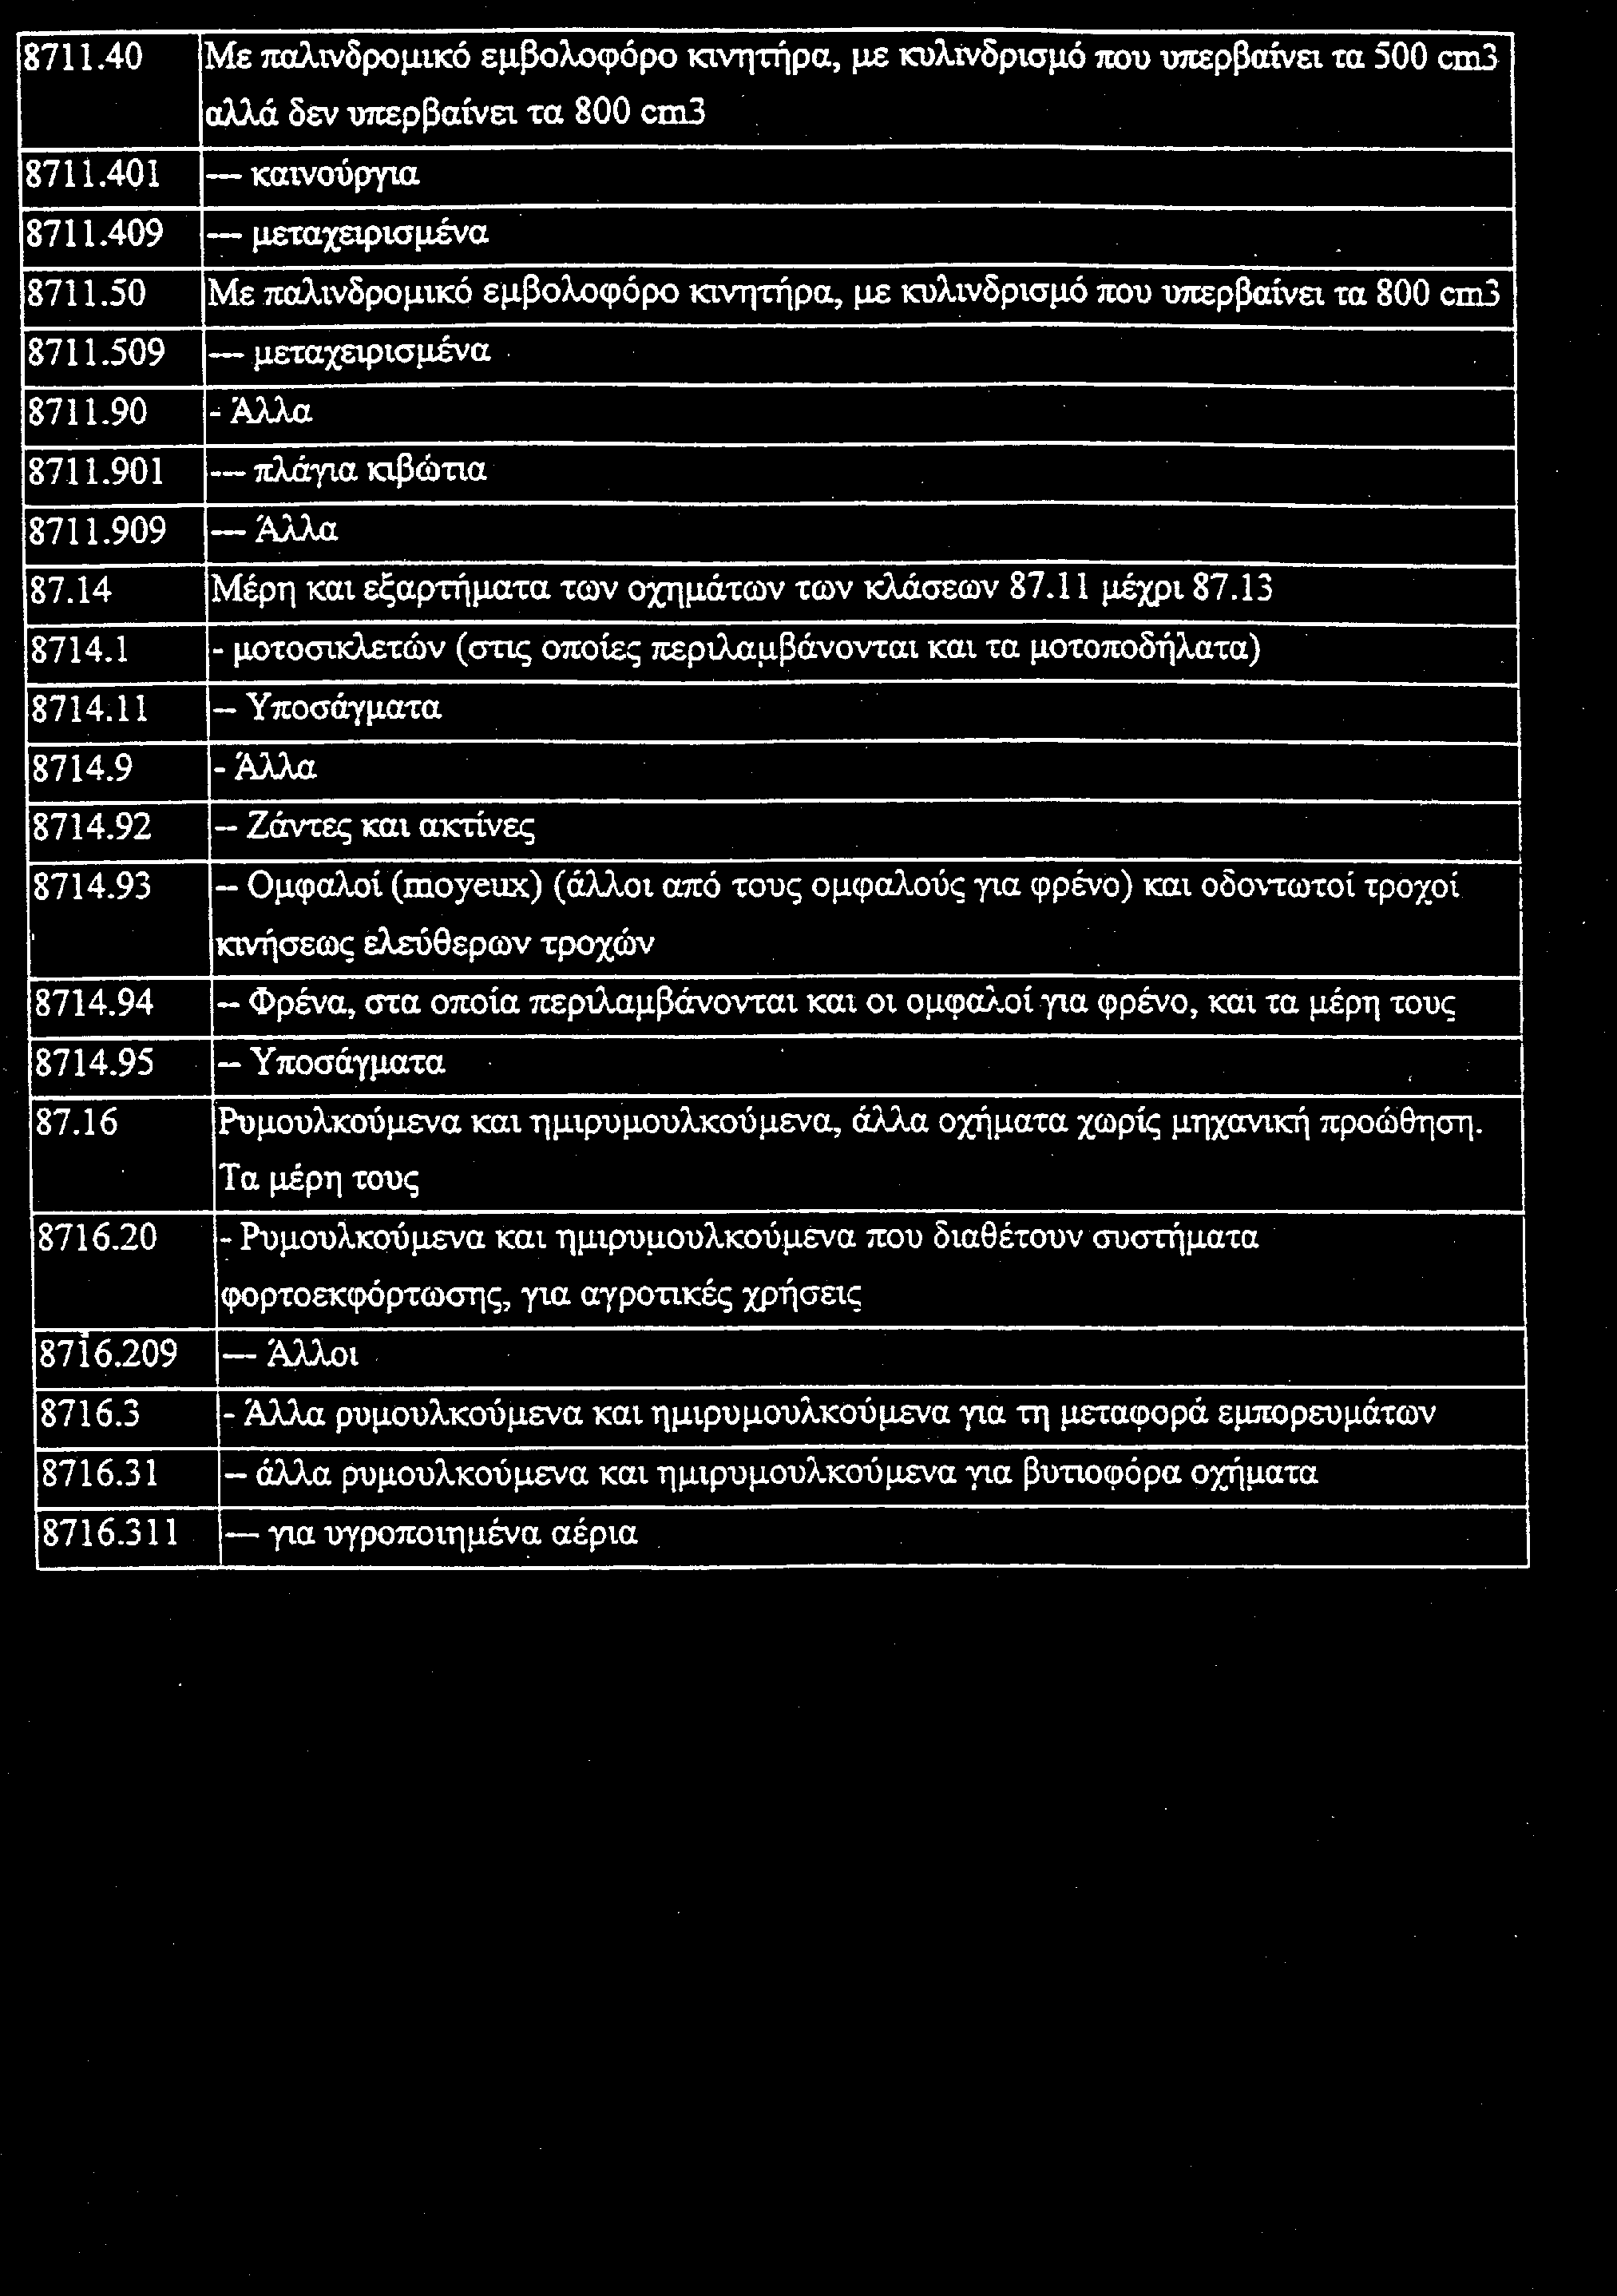 8711.40 Με παλινδρομικό εμβολοφόρο κινητήρα, με κυλινδρισμό που υπερβαίνει τα 500 cm3
αλλά δεν υπερβαίνει τα 800 cm3
8711.401 --- καινούργια
8711.409 --- μεταχειρισμένα
8711.50 Με παλινδρομικό εμβολοφόρο κινητήρα, με κυλινδρισμό που υπερβαίνει τα 800 cm3
8711.509 --- μεταχειρισμένα
8711.90 - Άλλα
8711.901 --- πλάγια κιβώτια
8711.909 --- Άλλα
87.14 Μέρη και εξαρτήματα των οχημάτων των κλάσεων 87.11 μέχρι 87.13
8714.1 - μοτοσικλετών (στις οποίες περιλαμβάνονται και τα μοτοποδήλατα)
8714.11 -- Υποσάγματα
8714.9 - Άλλα
8714.92 -- Ζάντες και ακτίνες
8714.93 -- Ομφαλοί (moyeux) (άλλοι από τους ομφαλούς για φρένο) και οδοντωτοί τροχοί
κινήσεως ελεύθερων τροχών
8714.94 -- Φρένα, στα οποία περιλαμβάνονται και οι ομφαλοί για φρένο, και τα μέρη τους
8714.95 -- Υποσάγματα
87.16 Ρυμουλκούμενα και ημιρυμουλκούμενα, άλλα οχήματα χωρίς μηχανική προώθηση.
Τα μέρη τους
8716.20 - Ρυμουλκούμενα και ημιρυμουλκούμενα που διαθέτουν συστήματα
φορτοεκφόρτωσης, για αγροτικές χρήσεις
8716.209 --- Άλλοι
8716.3 - Άλλα ρυμουλκούμενα και ημιρυμουλκούμενα για τη μεταφορά εμπορευμάτων
8716.31 -- άλλα ρυμουλκούμενα και ημιρυμουλκούμενα για βυτιοφόρα οχήματα
8716.311 --- για υγροποιημένα αέρια